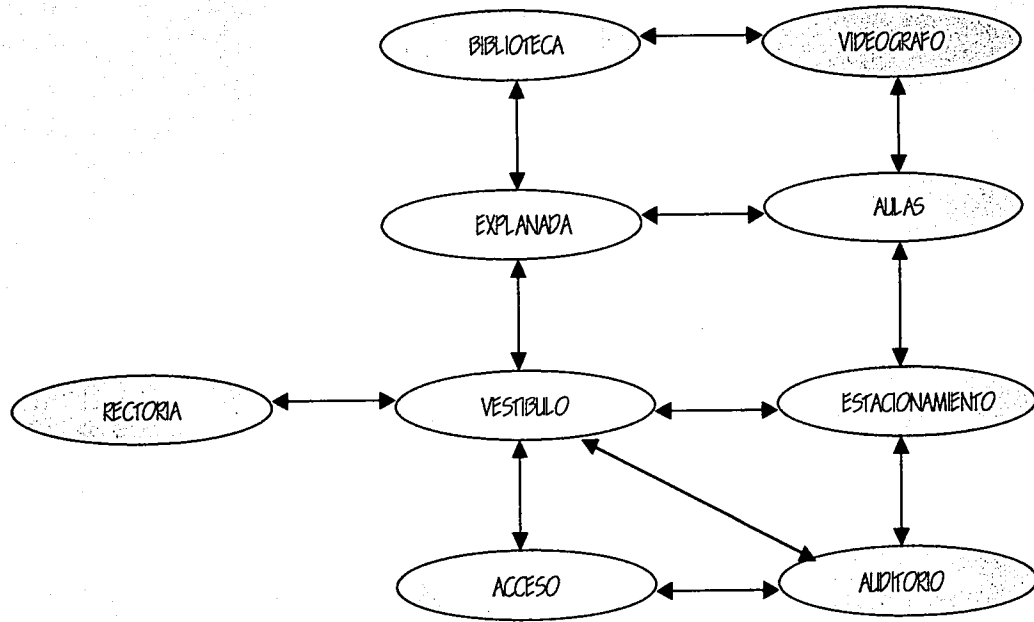 BIBLIOTECA
VIDEOGRAFO
EXPLANADA
AULAS
RECTORIA
VESTIBULO
ESTACIONAMIENTO
ACCESO
AUDITORIO